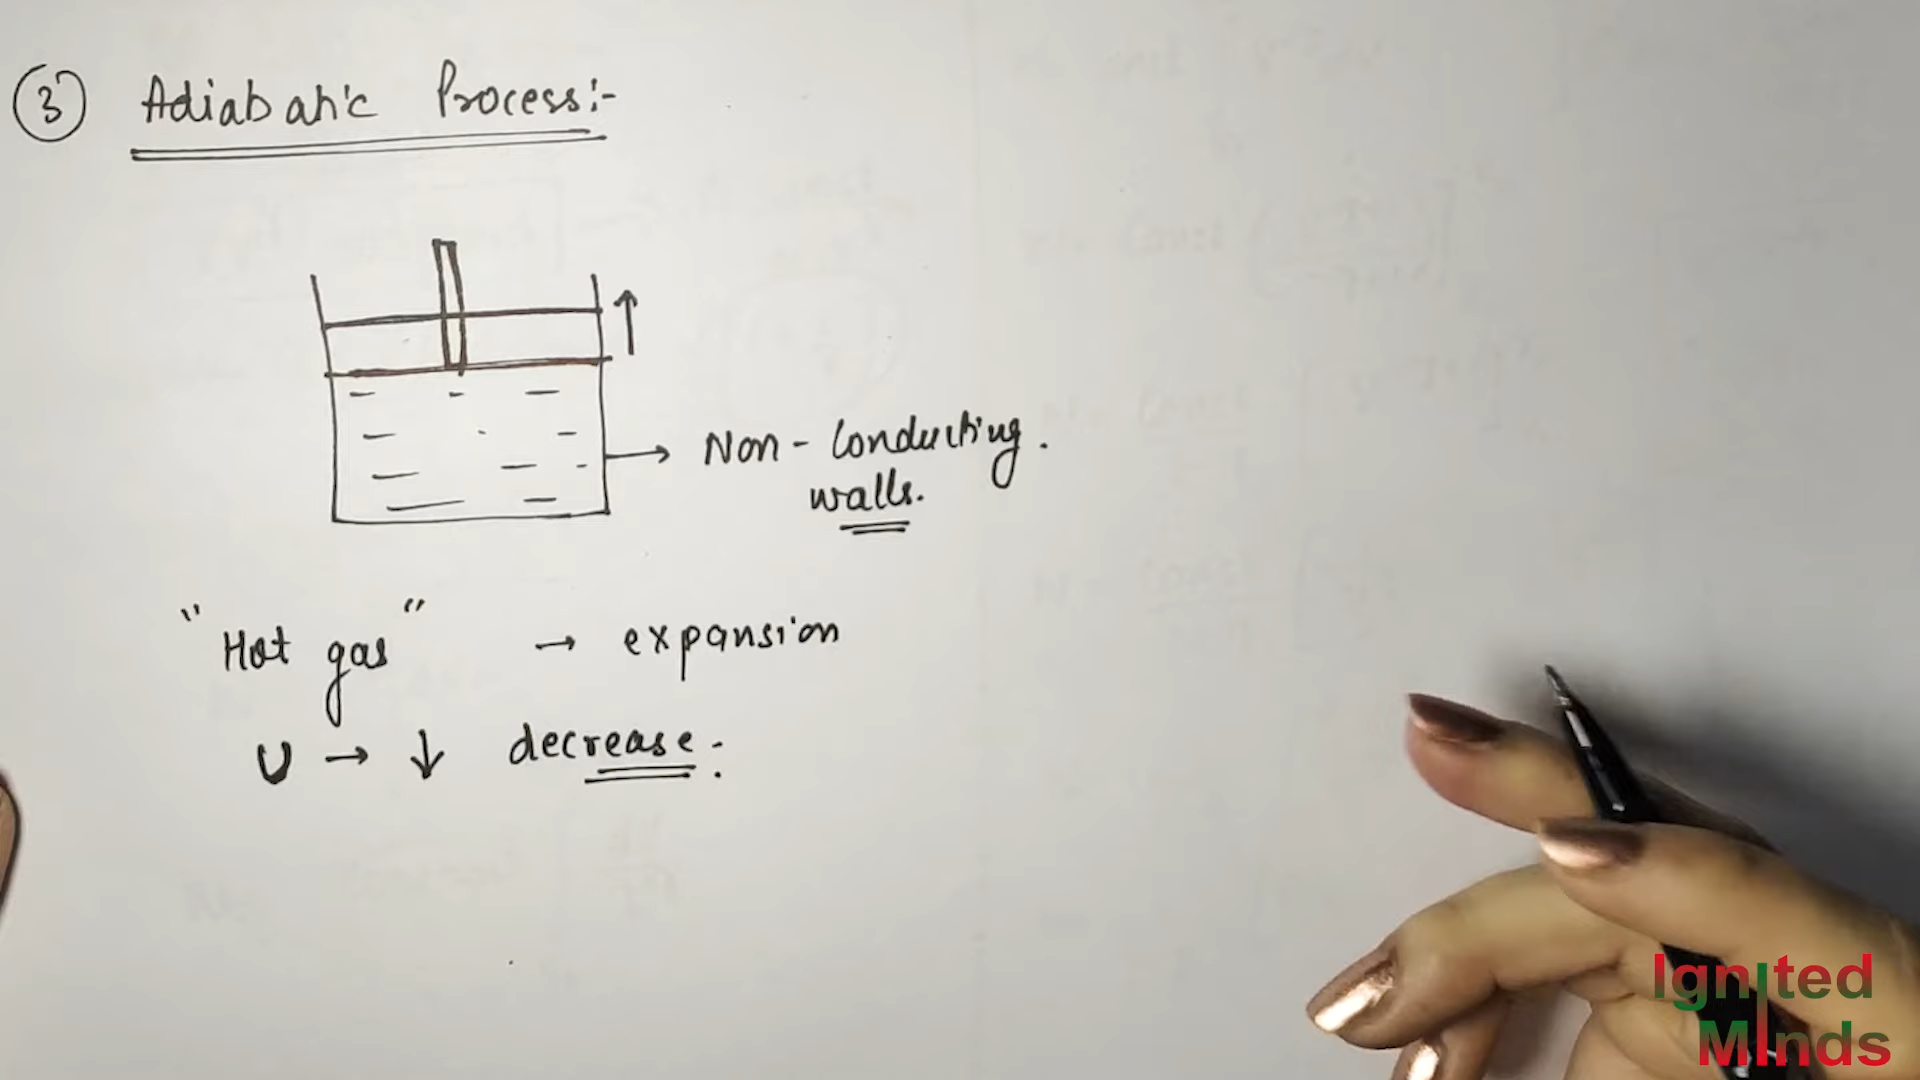 ③ Adiabatic Process:-
Non-Conducting.
walls.
"Hot gas" → expansion
U → ↓ decrease.
Ignited
Minds